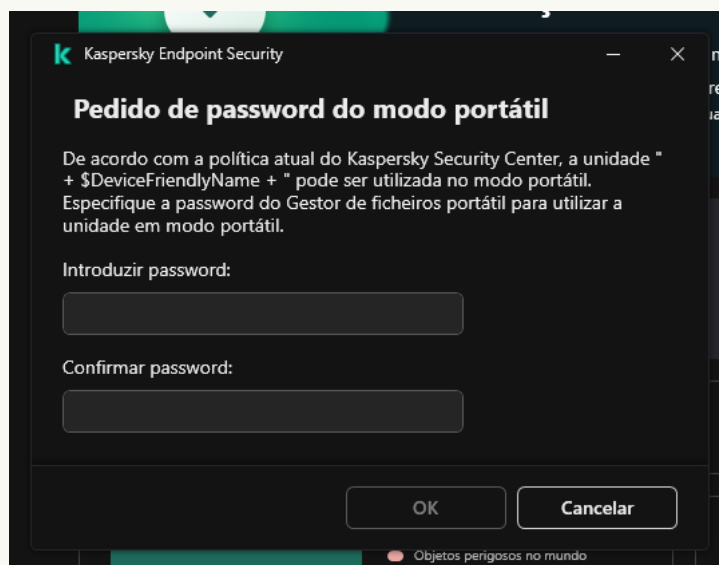 Kaspersky Endpoint Security
Pedido de password do modo portátil
De acordo com a política atual do Kaspersky Security Center, a unidade "
+ $DeviceFriendlyName + " pode ser utilizada no modo portátil.
Especifique a password do Gestor de ficheiros portátil para utilizar a
unidade em modo portátil.
Introduzir password:
Confirmar password:
OK
Cancelar
Objetos perigosos no mundo